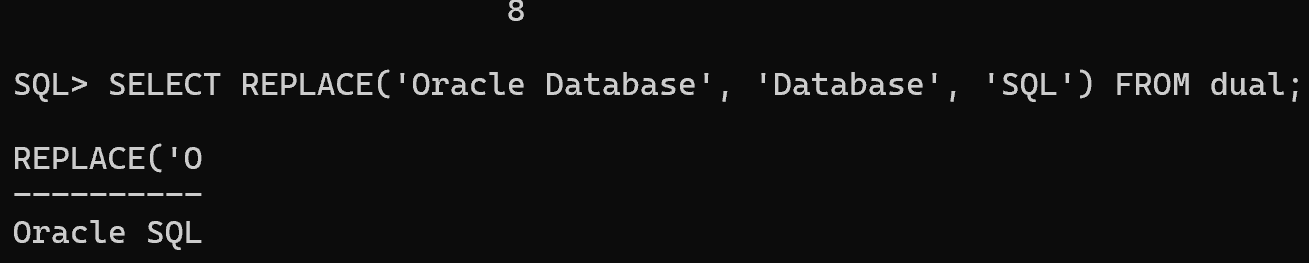 8
SQL> SELECT REPLACE('Oracle Database', 'Database', 'SQL') FROM dual;
REPLACE('O
----------
Oracle SQL